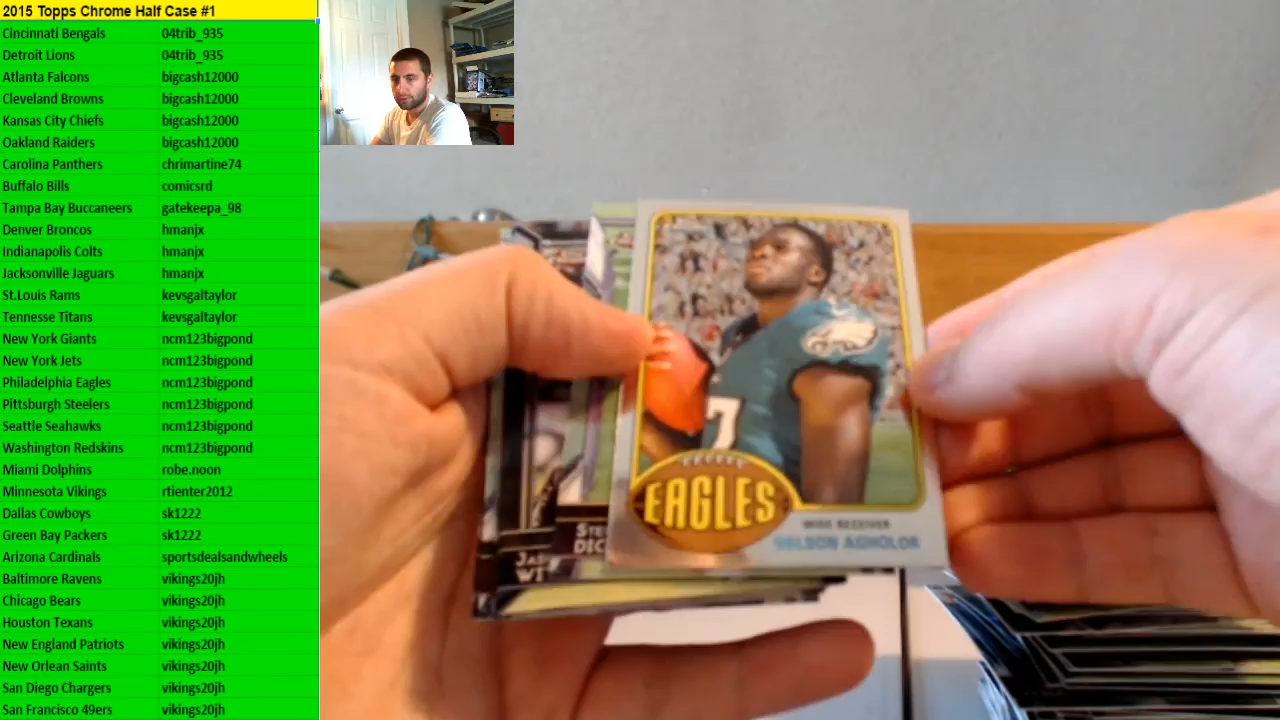 2015 Topps Chrome Half Case #1
Cincinnati Bengals 04trib_935
Detroit Lions 04trib_935
Atlanta Falcons bigcash12000
Cleveland Browns bigcash12000
Kansas City Chiefs bigcash12000
Oakland Raiders bigcash12000
Carolina Panthers chrimartine74
Buffalo Bills comicsrd
Tampa Bay Buccaneers gatekeepa_98
Denver Broncos hmanjx
Indianapolis Colts hmanjx
Jacksonville Jaguars hmanjx
St.Louis Rams kevsgaltaylor
Tennesse Titans kevsgaltaylor
New York Giants ncm123bigpond
New York Jets ncm123bigpond
Philadelphia Eagles ncm123bigpond
Pittsburgh Steelers ncm123bigpond
Seattle Seahawks ncm123bigpond
Washington Redskins ncm123bigpond
Miami Dolphins robe.noon
Minnesota Vikings rtienter2012
Dallas Cowboys sk1222
Green Bay Packers sk1222
Arizona Cardinals sportsdealsandwheels
Baltimore Ravens vikings20jh
Chicago Bears vikings20jh
Houston Texans vikings20jh
New England Patriots vikings20jh
New Orlean Saints vikings20jh
San Diego Chargers vikings20jh
San Francisco 49ers vikings20jh
7
EAGLES
WIDE RECEIVER
NELSON AGHOLOR
STE
DIC
JA
WI